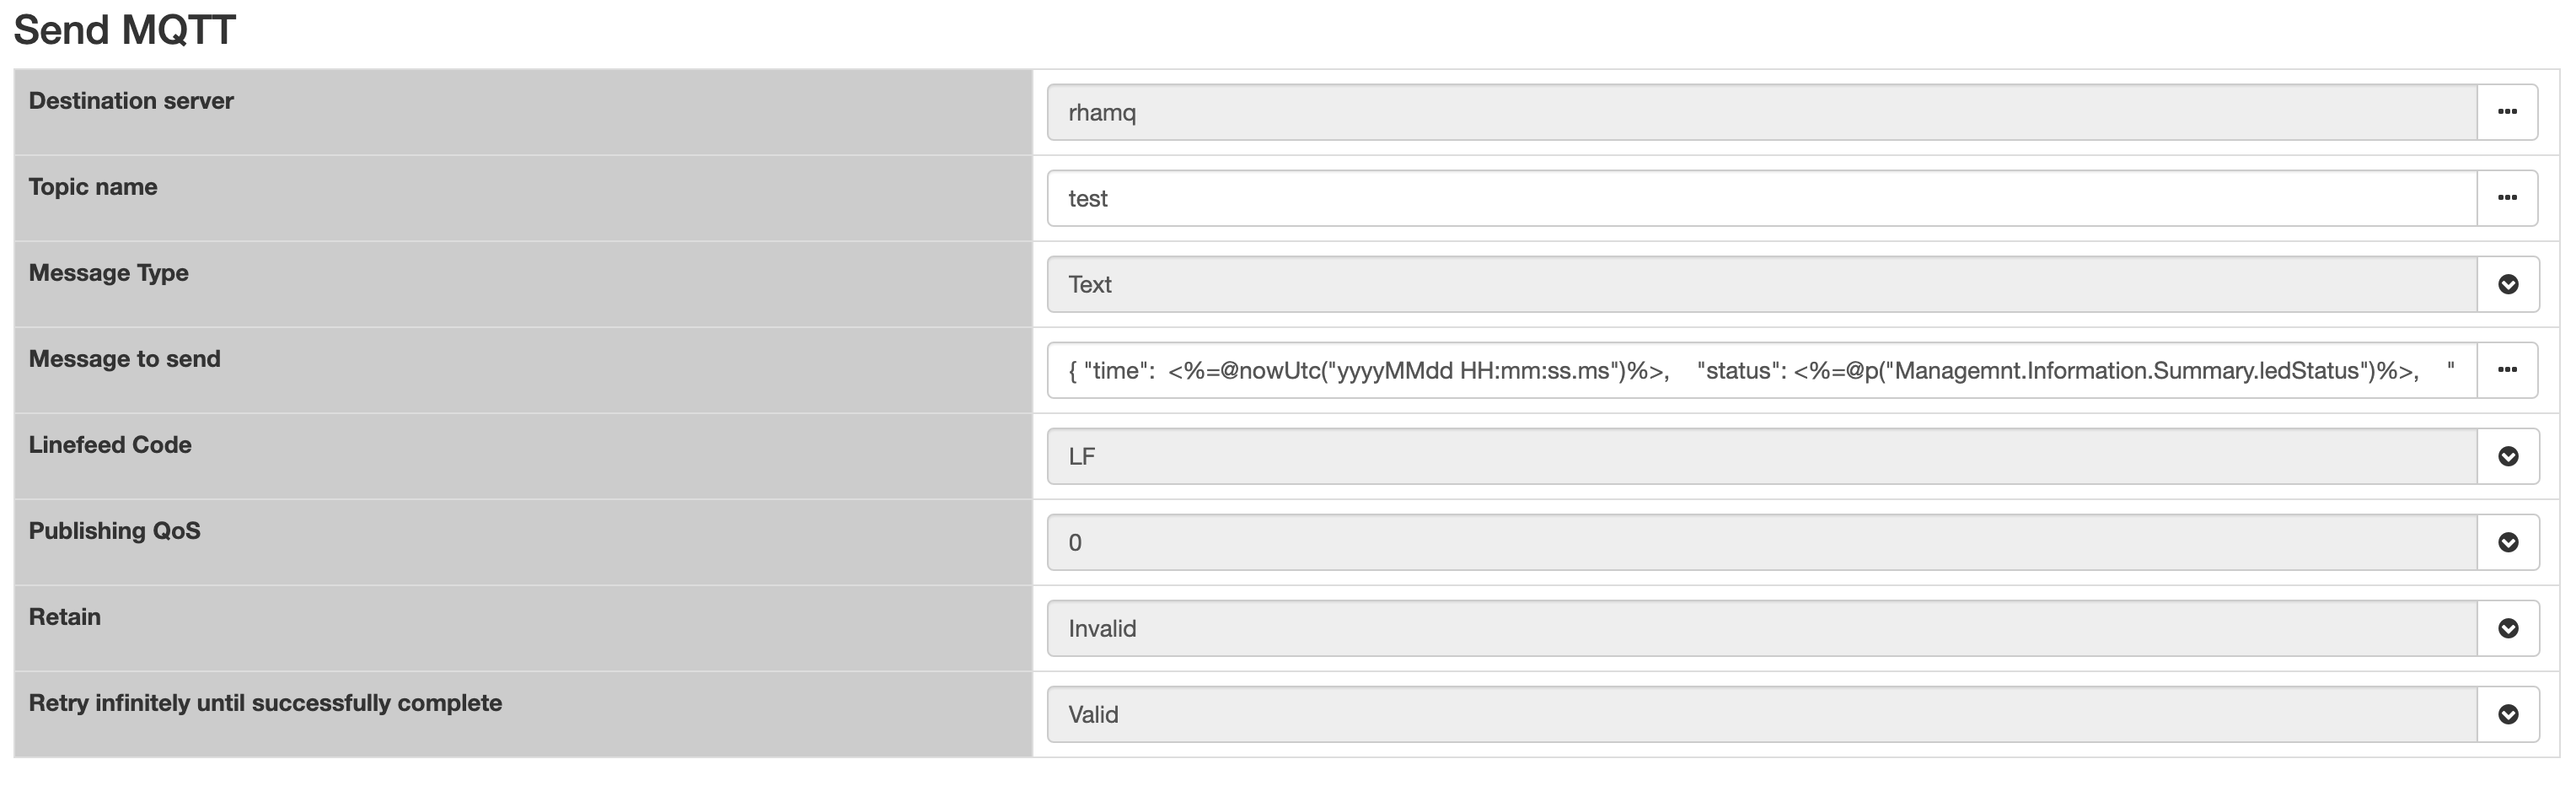 Send MQTT
Destination server
rhamq
Topic name
test
Message Type
Text
Message to send
{ "time":  <%=@nowUtc("yyyyMMdd HH:mm:ss.ms")%>,    "status": <%=@p("Managemnt.Information.Summary.ledStatus")%>,    "
Linefeed Code
LF
Publishing QoS
0
Retain
Invalid
Retry infinitely until successfully complete
Valid